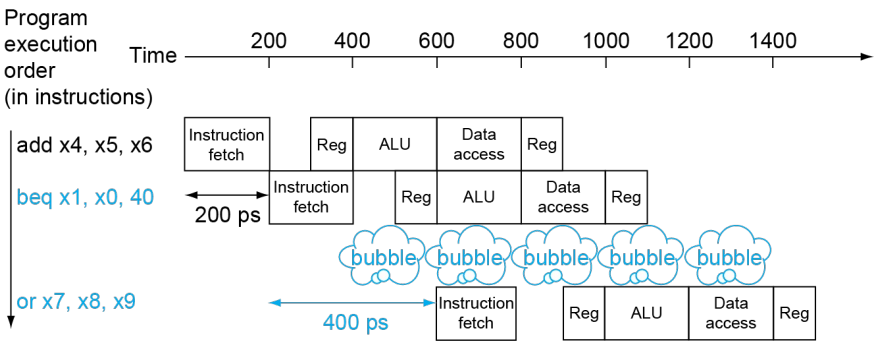 Program
execution
order
(in instructions)
Time
200 400 600 800 1000 1200 1400
add x4, x5, x6
Instruction
fetch
Reg
ALU
Data
access
Reg
beq x1, x0, 40
200 ps
Instruction
fetch
Reg
ALU
Data
access
Reg
bubble bubble bubble bubble bubble
or x7, x8, x9
400 ps
Instruction
fetch
Reg
ALU
Data
access
Reg